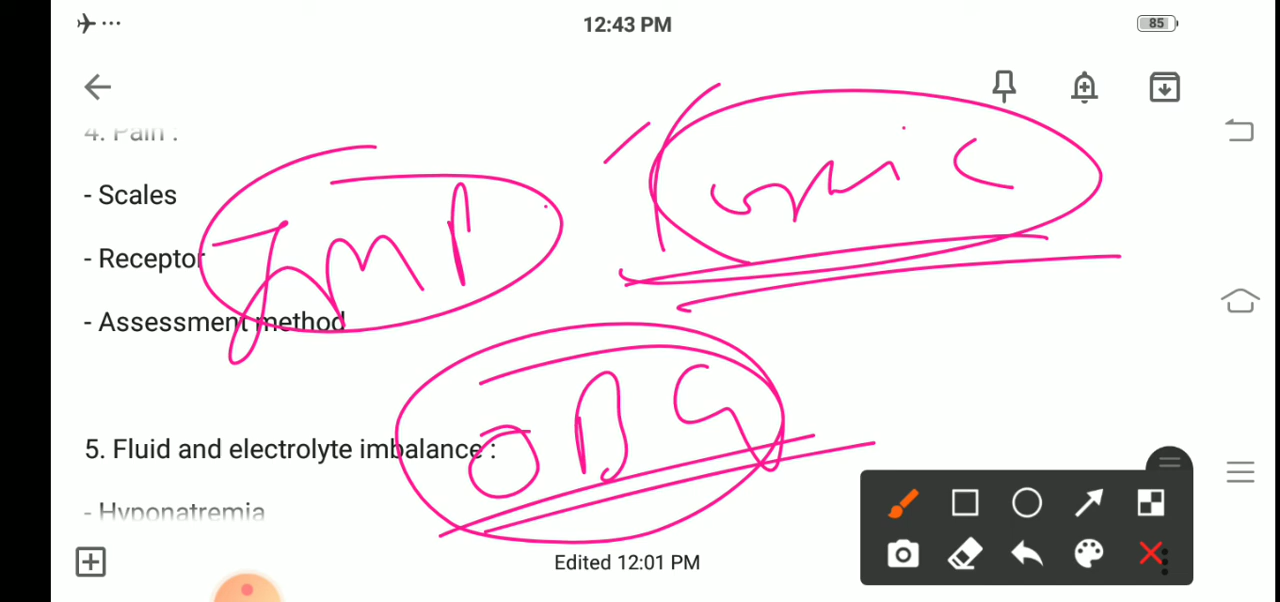 12:43 PM
85
4. Pain :
- Scales
- Receptor
IMP
- Assessment method
OBG
5. Fluid and electrolyte imbalance :
- Hyponatremia
Edited 12:01 PM